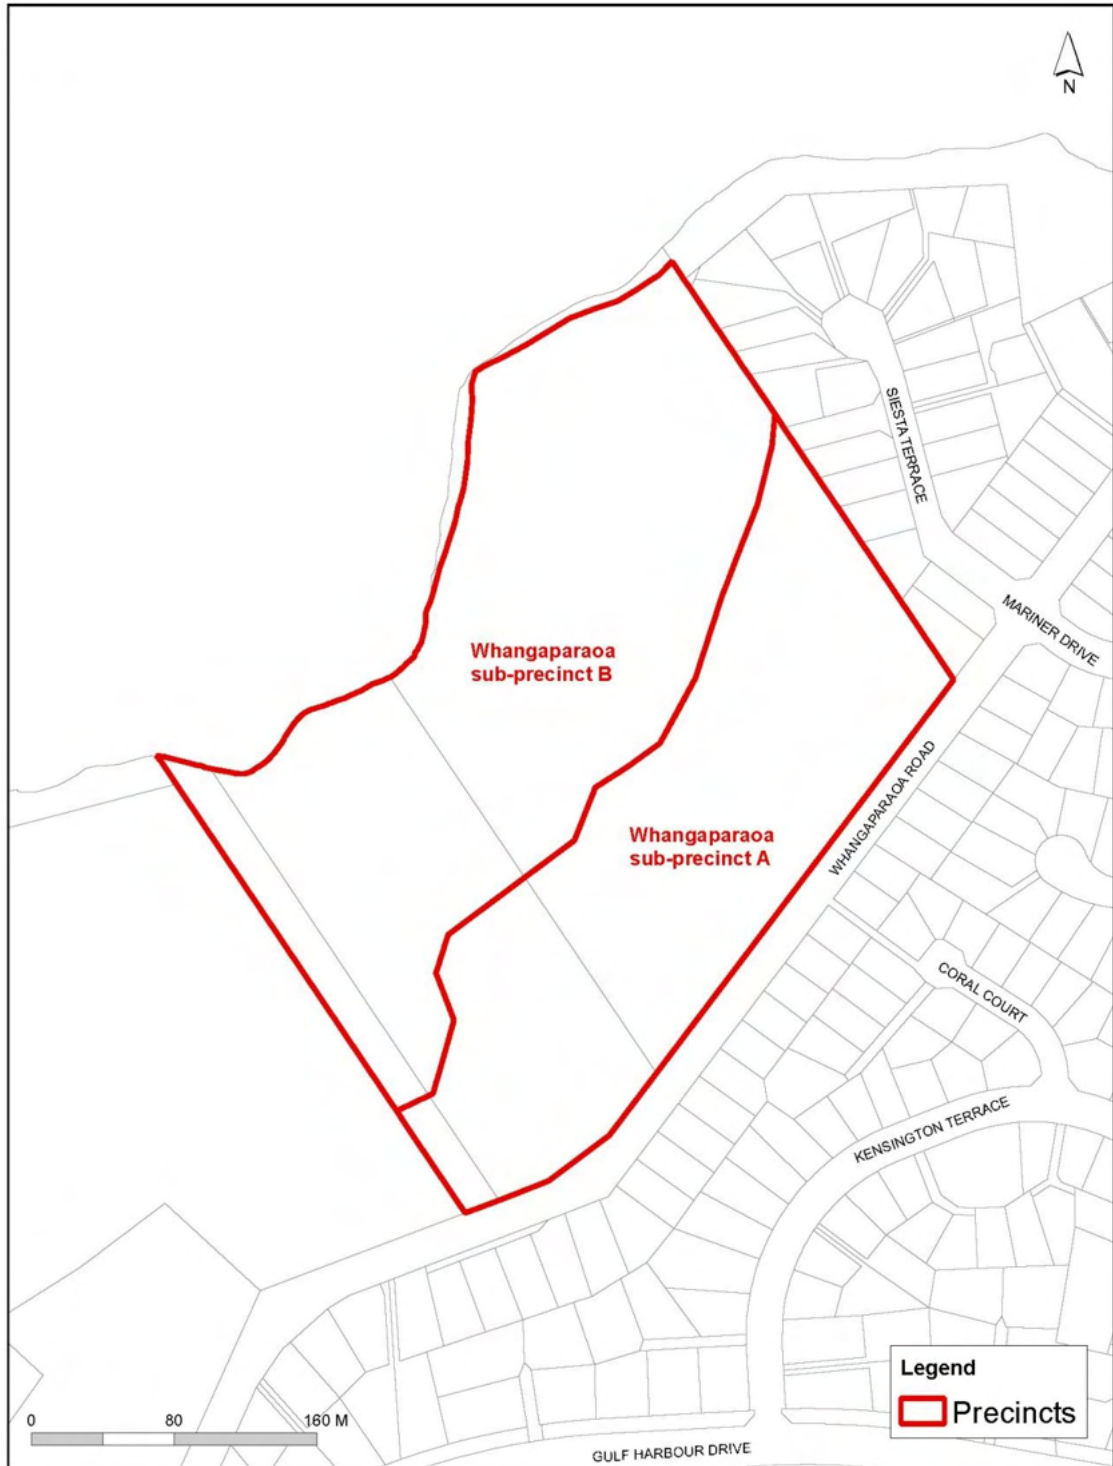 N
SIESTA TERRACE
MARINER DRIVE
Whangaparaoa
sub-precinct B
WHANGAPARAOA ROAD
Whangaparaoa
sub-precinct A
CORAL COURT
KENSINGTON TERRACE
Legend
Precincts
0 80 160 M
GULF HARBOUR DRIVE